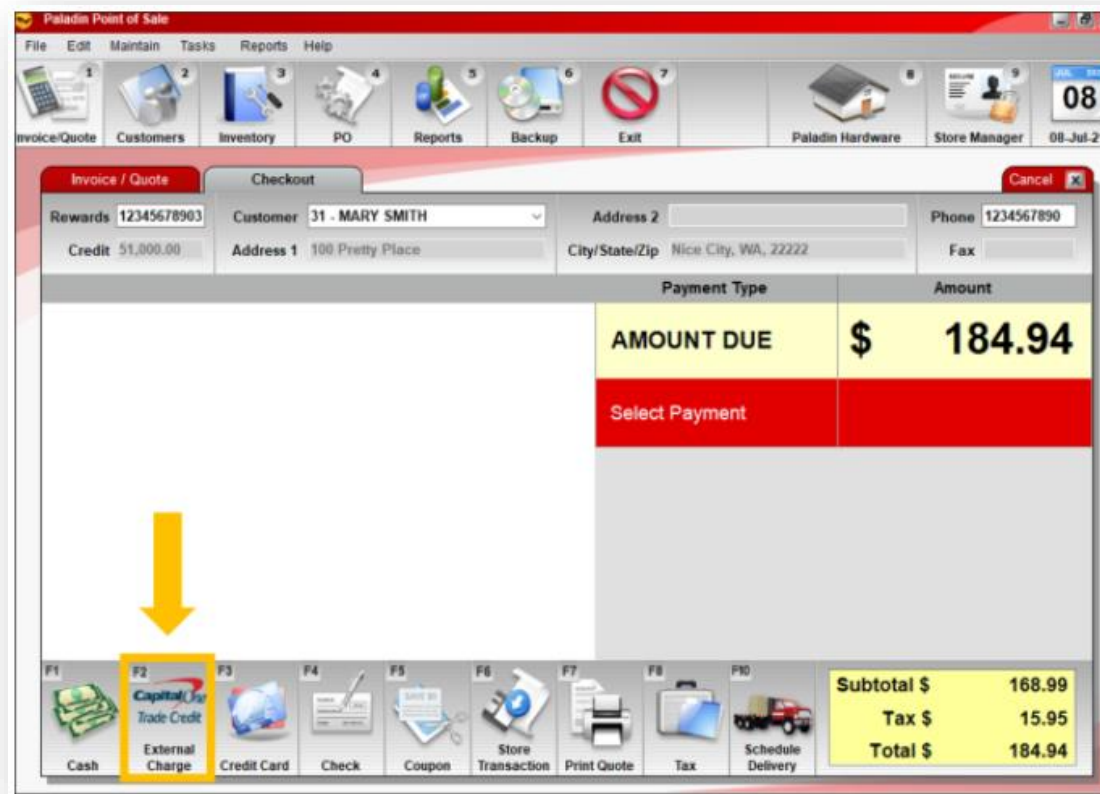 Paladin Point of Sale
File Edit Maintain Tasks Reports Help
1 2 3 4 5 6 7 8 9
08
nvoice/Quote Customers Inventory PO Reports Backup Exit Paladin Hardware Store Manager 08-Jul-2
Invoice / Quote Checkout Cancel X
Rewards 12345678903 Customer 31 - MARY SMITH Address 2 Phone 1234567890
Credit 51,000.00 Address 1 100 Pretty Place City/State/Zip Nice City, WA, 22222 Fax
Payment Type Amount
AMOUNT DUE $ 184.94
Select Payment
F1 F2 F3 F4 F5 F6 F7 F8 F10
Capital One
Trade Credit
External Store Schedule
Cash Charge Credit Card Check Coupon Transaction Print Quote Tax Delivery
Subtotal $ 168.99
Tax $ 15.95
Total $ 184.94